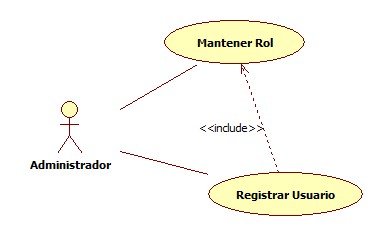 Mantener Rol
<<include>>
Administrador
Registrar Usuario